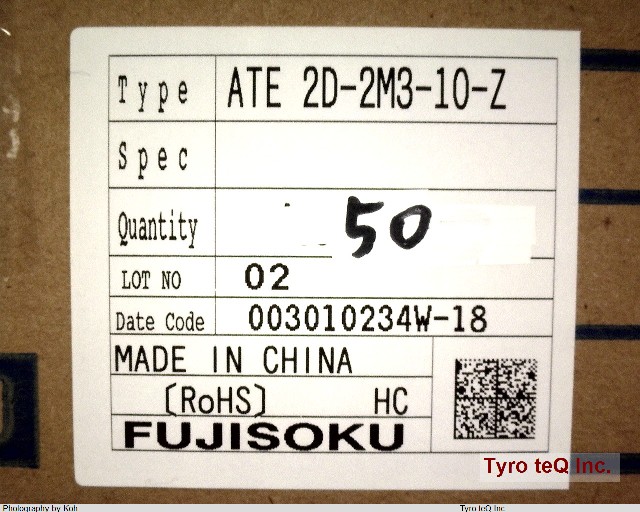 Type ATE 2D-2M3-10-Z
Spec
Quantity 50
LOT NO 02
Date Code 003010234W-18
MADE IN CHINA
[RoHS] HC
FUJISOKU
Tyro teQ Inc.
Photography by Koh Tyro teQ Inc